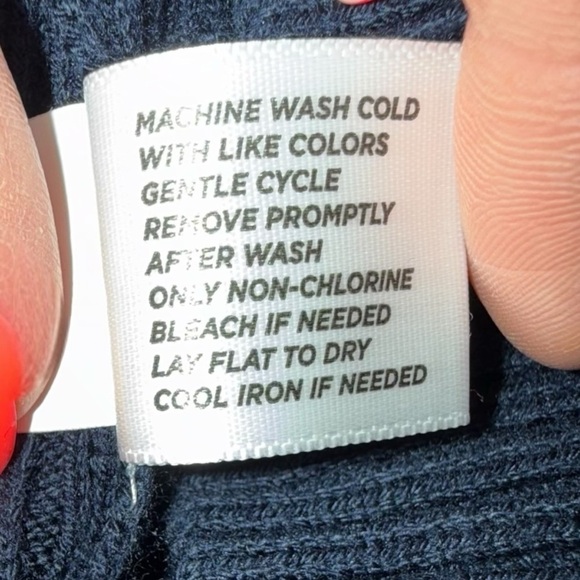 MACHINE WASH COLD
WITH LIKE COLORS
GENTLE CYCLE
REMOVE PROMPTLY
AFTER WASH
ONLY NON-CHLORINE
BLEACH IF NEEDED
LAY FLAT TO DRY
COOL IRON IF NEEDED